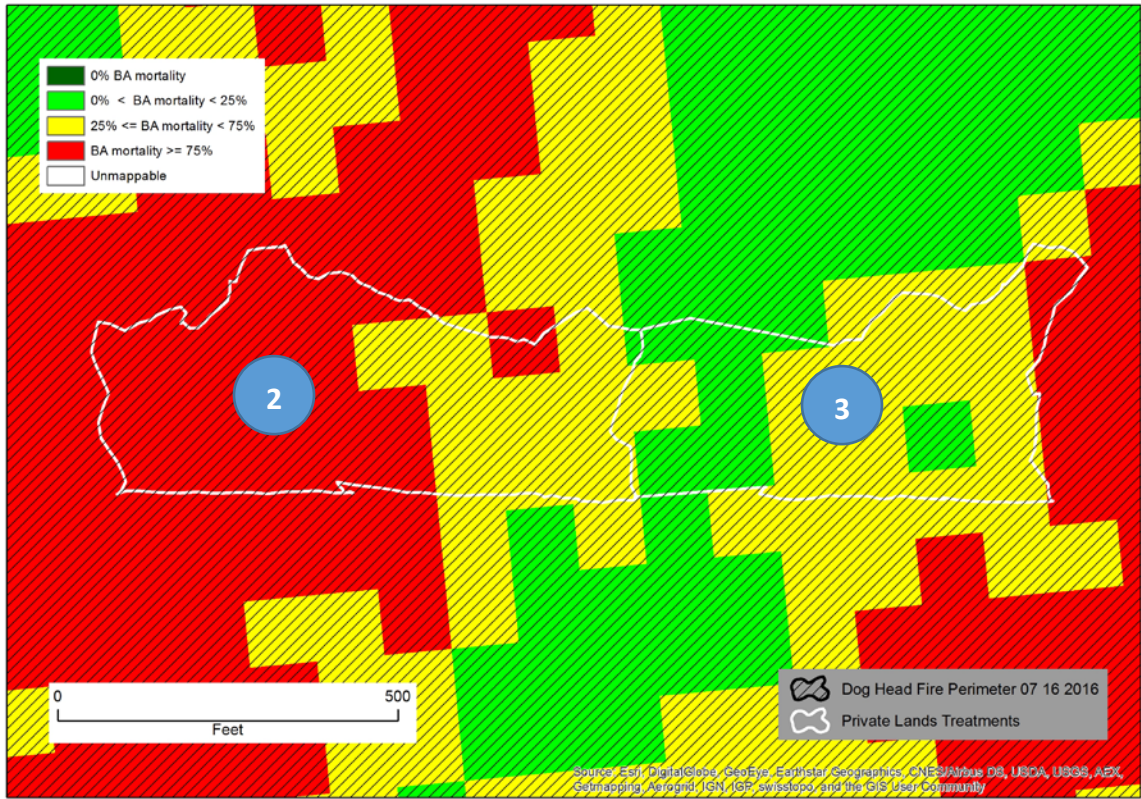 0% BA mortality
0% < BA mortality < 25%
25% <= BA mortality < 75%
BA mortality >= 75%
Unmappable
2
3
0 500
Feet
Dog Head Fire Perimeter 07 16 2016
Private Lands Treatments
Source: Esri, DigitalGlobe, GeoEye, Earthstar Geographics, CNES/Airbus DS, USDA, USGS, AEX,
Getmapping, Aerogrid, IGN, IGP, swisstopo, and the GIS User Community